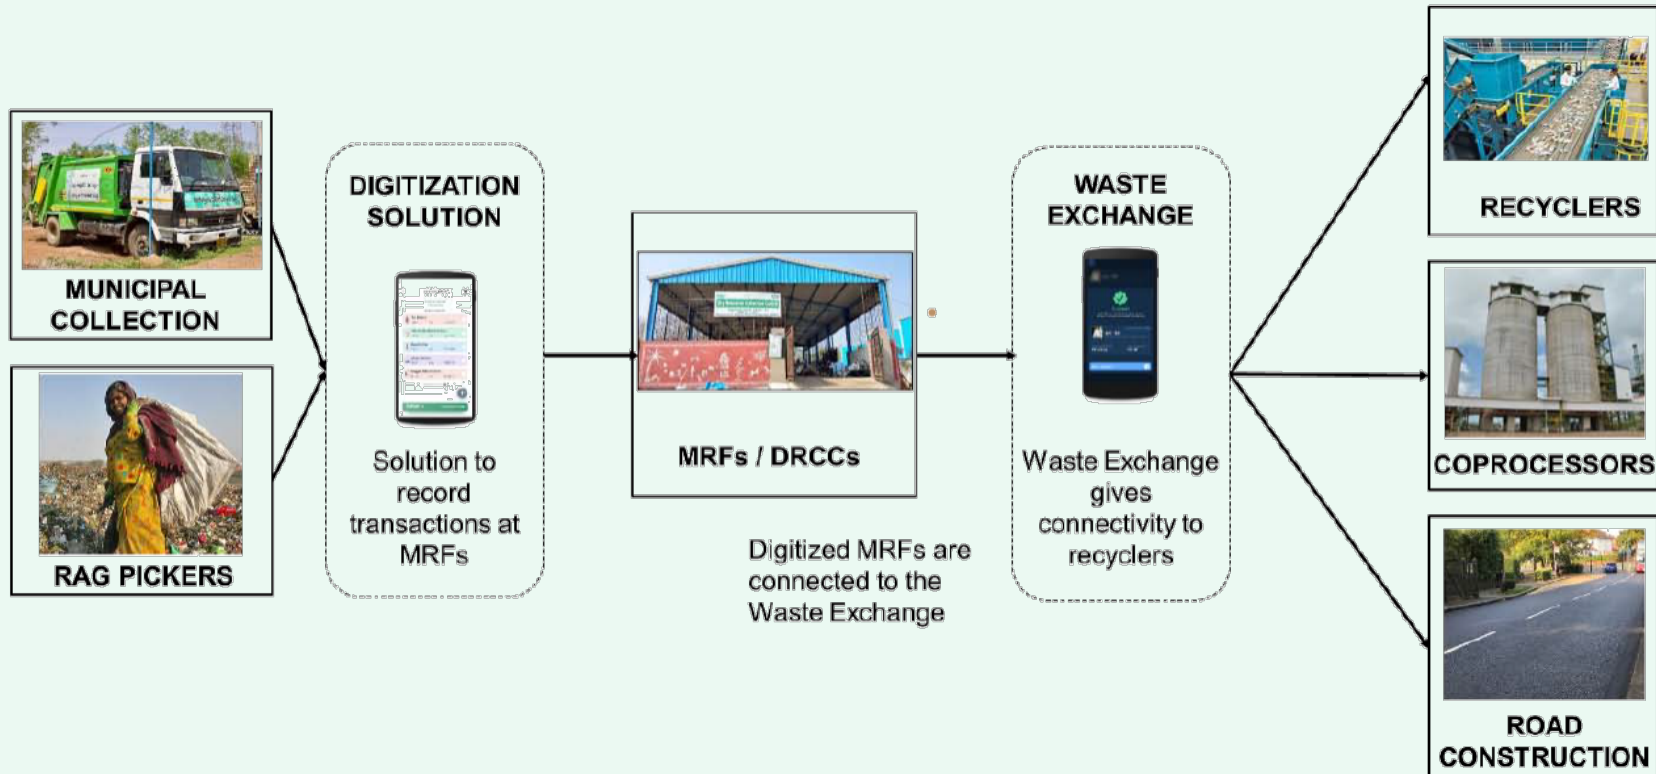 MUNICIPAL
COLLECTION
RAG PICKERS
DIGITIZATION
SOLUTION
Solution to
record
transactions at
MRFs
MRFs / DRCCs
Digitized MRFs are
connected to the
Waste Exchange
WASTE
EXCHANGE
Waste Exchange
gives
connectivity to
recyclers
RECYCLERS
COPROCESSORS
ROAD
CONSTRUCTION